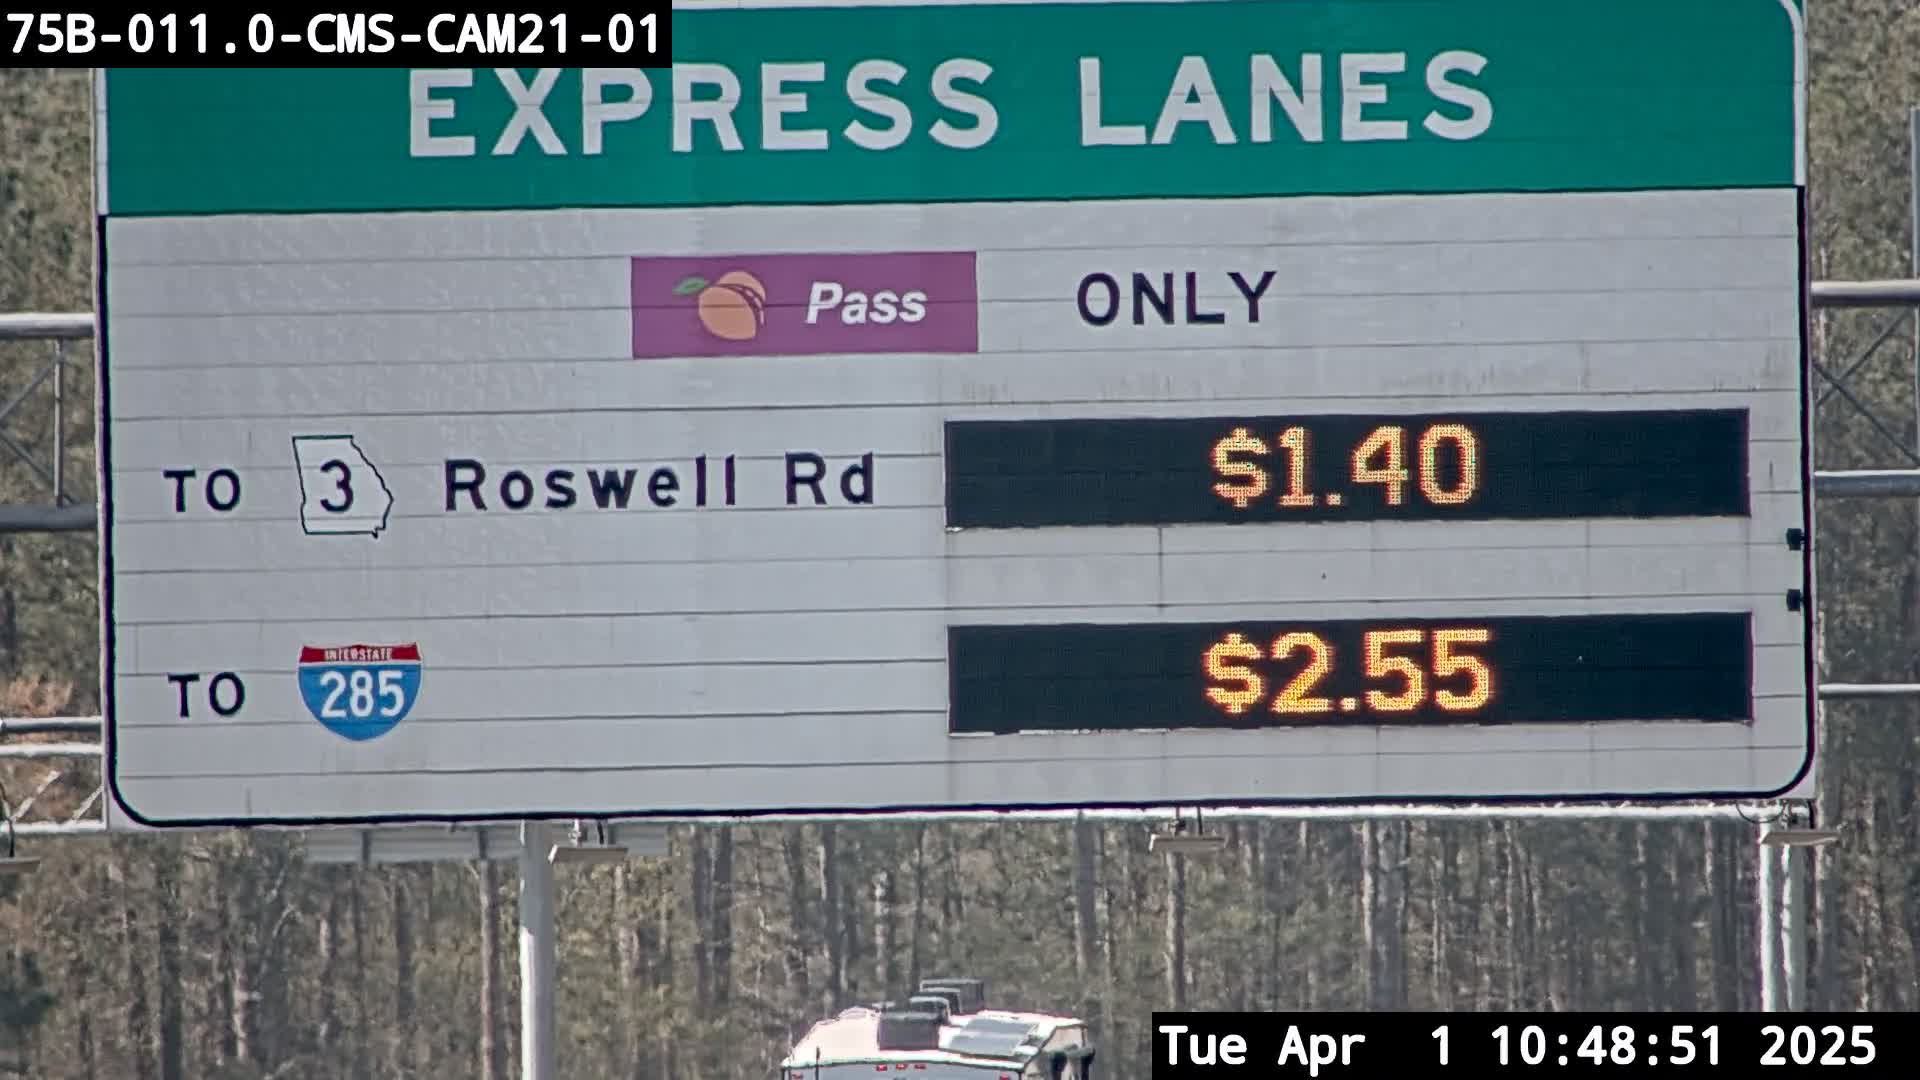 75B-011.0-CMS-CAM21-01
EXPRESS LANES
Pass ONLY
TO 3 Roswell Rd $1.40
TO INTERSTATE 285 $2.55
Tue Apr 1 10:48:51 2025